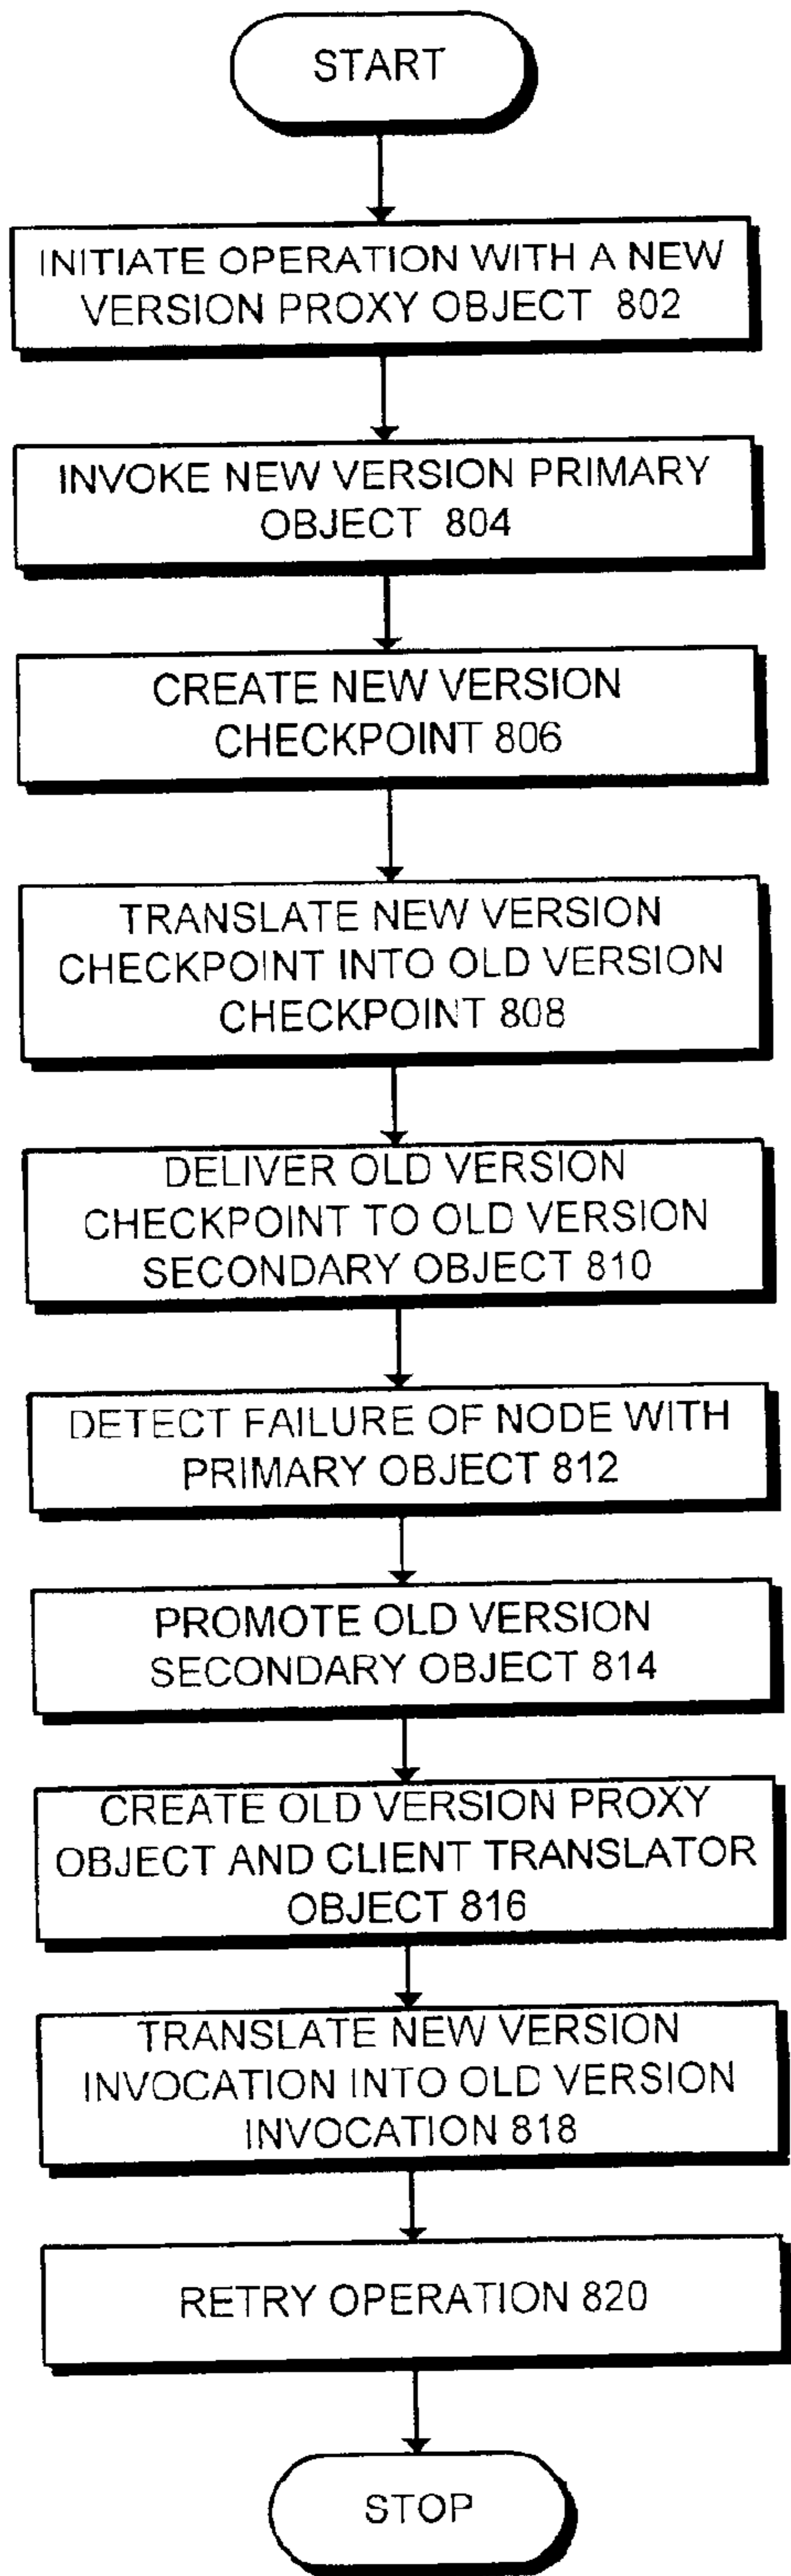 START
INITIATE OPERATION WITH A NEW
VERSION PROXY OBJECT 802
INVOKE NEW VERSION PRIMARY
OBJECT 804
CREATE NEW VERSION
CHECKPOINT 806
TRANSLATE NEW VERSION
CHECKPOINT INTO OLD VERSION
CHECKPOINT 808
DELIVER OLD VERSION
CHECKPOINT TO OLD VERSION
SECONDARY OBJECT 810
DETECT FAILURE OF NODE WITH
PRIMARY OBJECT 812
PROMOTE OLD VERSION
SECONDARY OBJECT 814
CREATE OLD VERSION PROXY
OBJECT AND CLIENT TRANSLATOR
OBJECT 816
TRANSLATE NEW VERSION
INVOCATION INTO OLD VERSION
INVOCATION 818
RETRY OPERATION 820
STOP